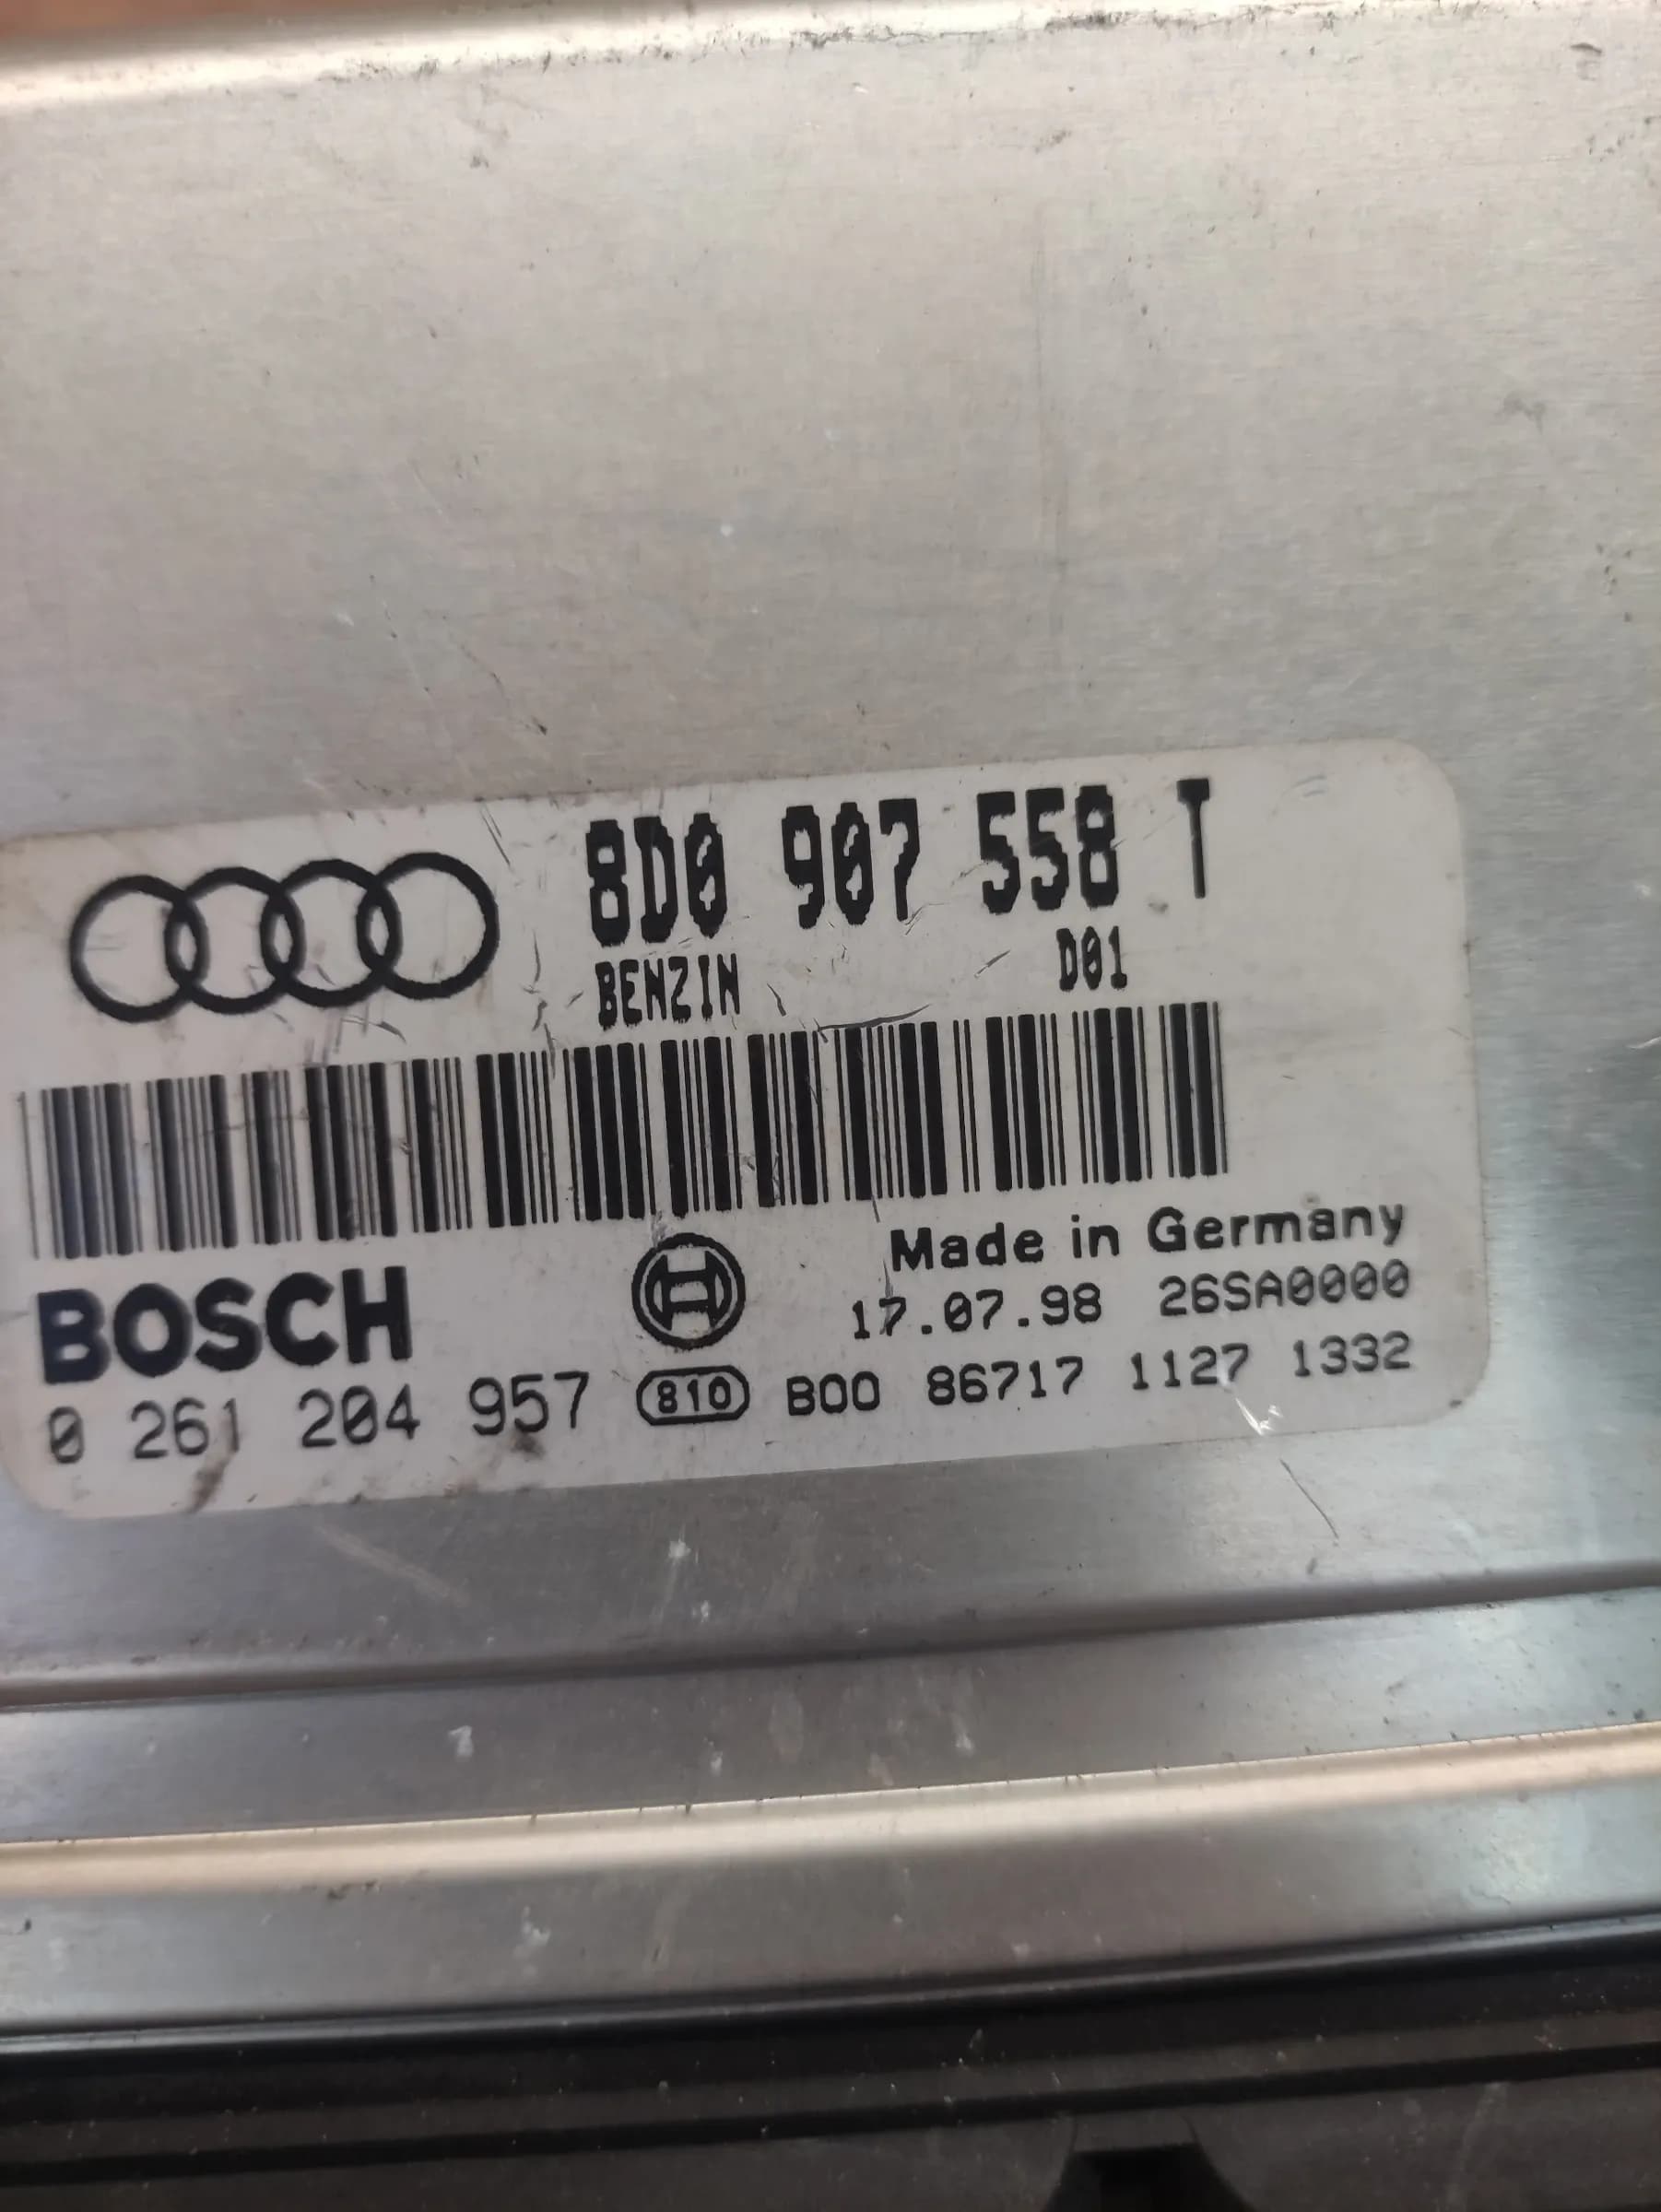 8D0 907 558 T
BENZIN D01
Made in Germany
BOSCH 17.07.98 26SA0000
0 261 204 957 810 B00 86717 1127 1332